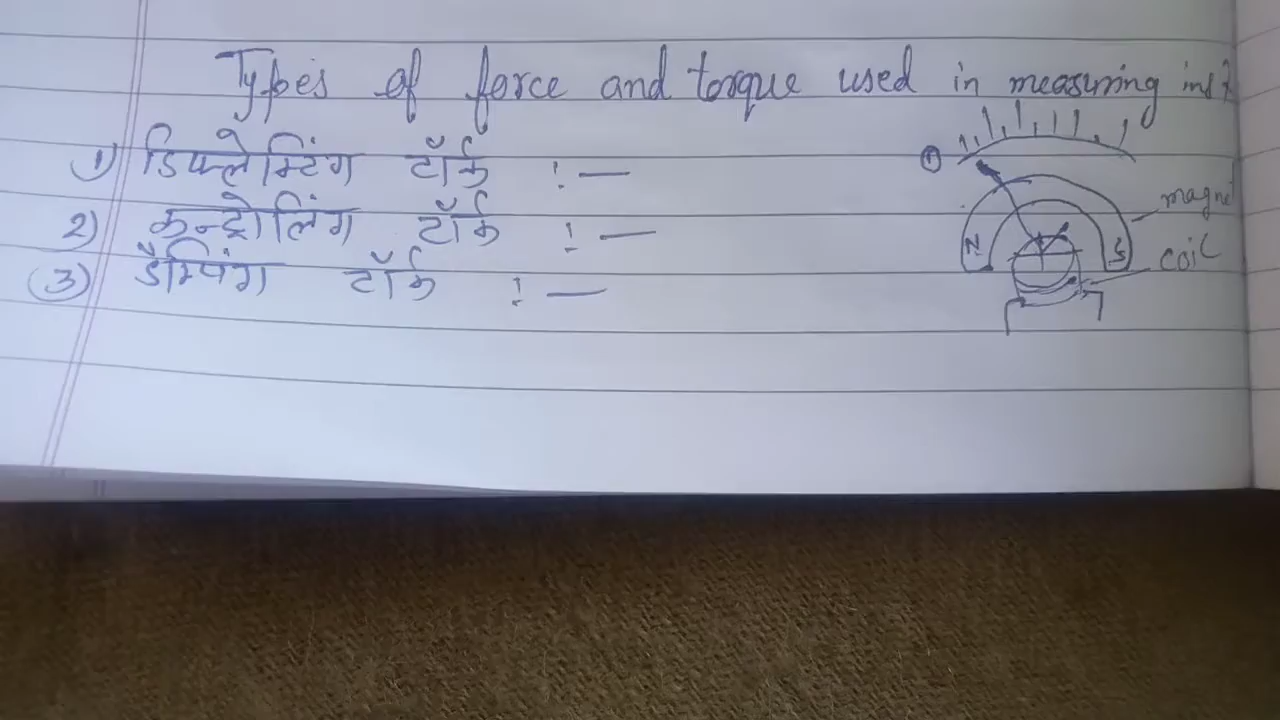 Types of force and torque used in measuring inst
1) डिफ्लेस्टिंग टॉर्क :—
2) कन्ट्रोलिंग टॉर्क :—
3) डैम्पिंग टॉर्क :—
magnet
N S
coil